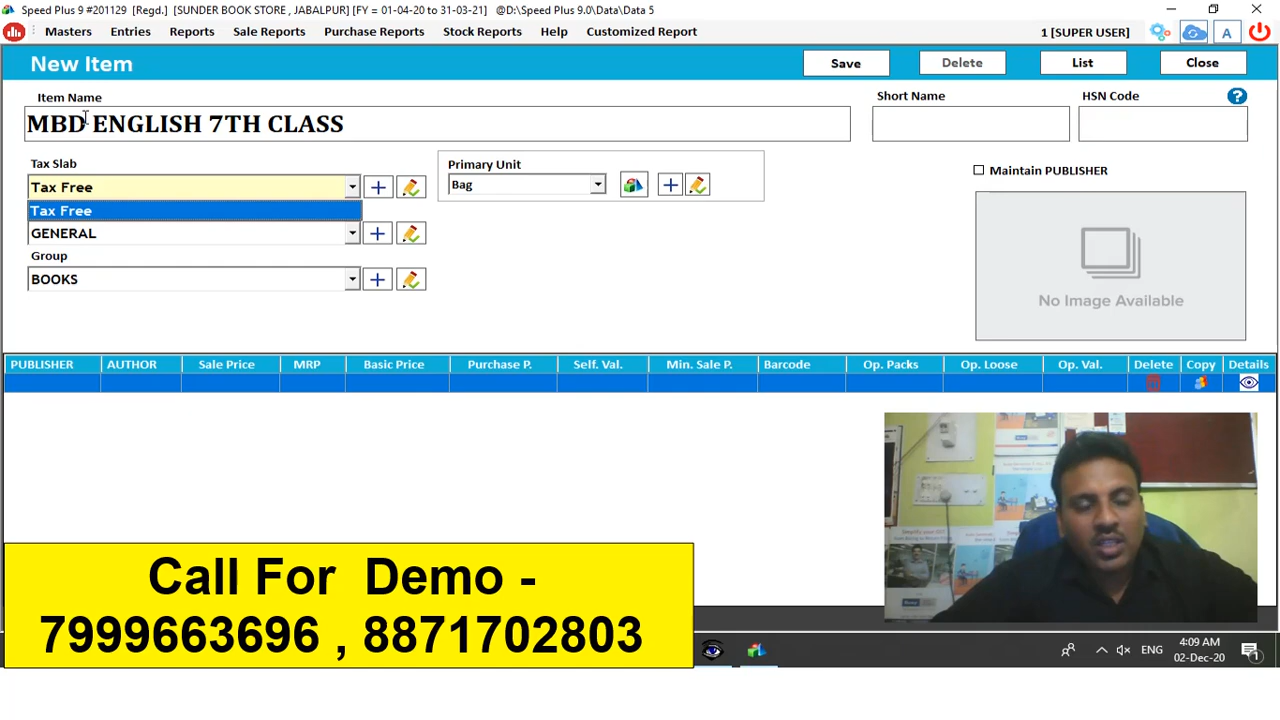 Speed Plus 9 #201129 [Regd.] [SUNDER BOOK STORE , JABALPUR] [FY = 01-04-20 to 31-03-21] @D:\Speed Plus 9.0\Data\Data 5
Masters Entries Reports Sale Reports Purchase Reports Stock Reports Help Customized Report 1 [SUPER USER] A
New Item Save Delete List Close
Item Name Short Name HSN Code ?
MBD ENGLISH 7TH CLASS
Tax Slab Primary Unit Maintain PUBLISHER
Tax Free Bag
Tax Free
GENERAL
Group
BOOKS
No Image Available
PUBLISHER AUTHOR Sale Price MRP Basic Price Purchase P. Self. Val. Min. Sale P. Barcode Op. Packs Op. Loose Op. Val. Delete Copy Details
Call For Demo -
7999663696 , 8871702803
ENG 4:09 AM
02-Dec-20 1